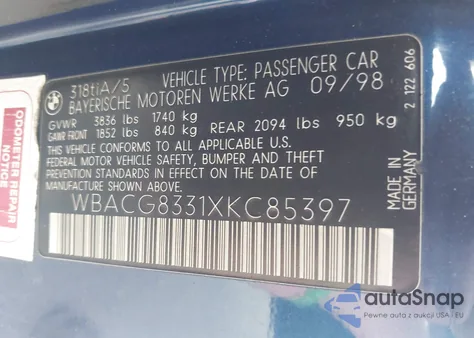 318tiA/5 VEHICLE TYPE: PASSENGER CAR
BAYERISCHE MOTOREN WERKE AG 09/98
GVWR 3836 lbs 1740 kg
GAWR FRONT 1852 lbs 840 kg REAR 2094 lbs 950 kg
THIS VEHICLE CONFORMS TO ALL APPLICABLE U.S.
FEDERAL MOTOR VEHICLE SAFETY, BUMPER AND THEFT
PREVENTION STANDARDS IN EFFECT ON THE DATE OF
MANUFACTURE SHOWN ABOVE.
WBACG8331XKC85397
MADE IN
GERMANY
2 122 606
ODOMETER REPAIR
NOTICE
autoSnap
Pewne auta z aukcji USA i EU